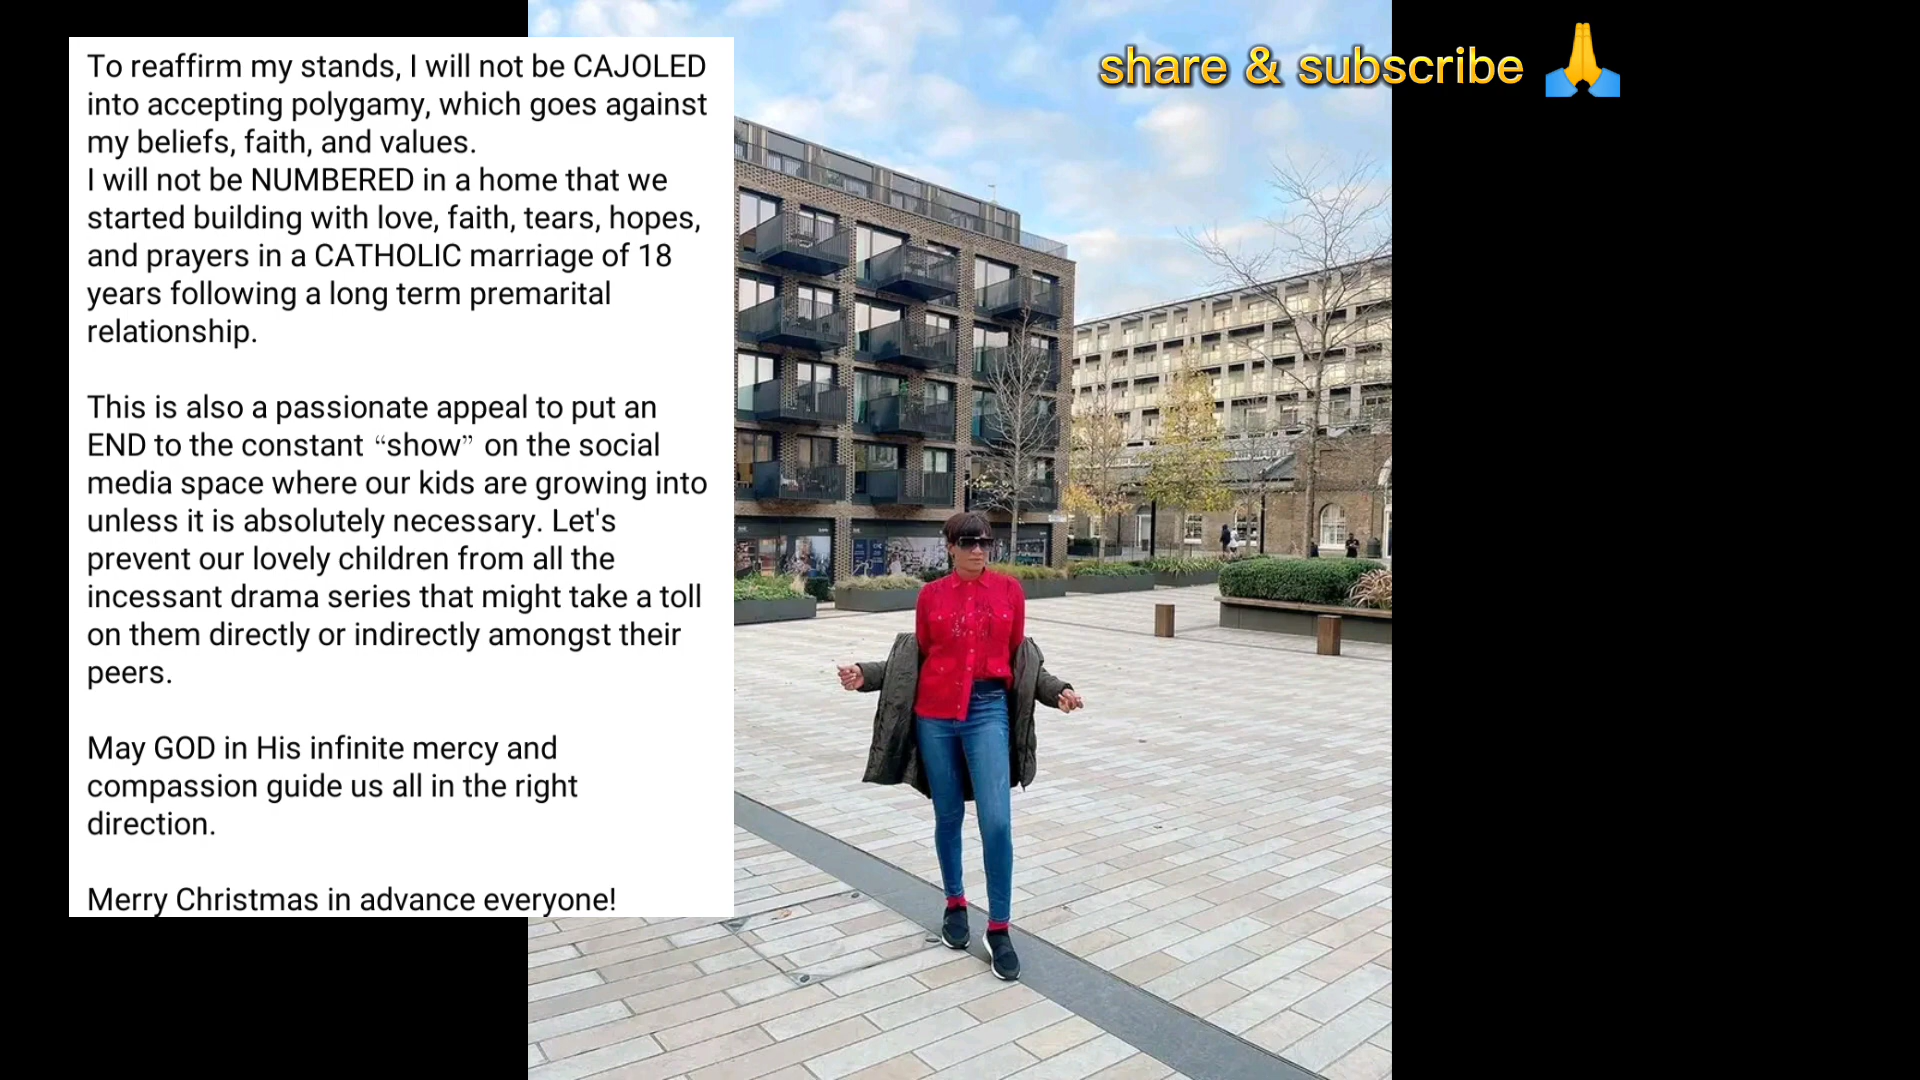 To reaffirm my stands, I will not be CAJOLED
into accepting polygamy, which goes against
my beliefs, faith, and values.
I will not be NUMBERED in a home that we
started building with love, faith, tears, hopes,
and prayers in a CATHOLIC marriage of 18
years following a long term premarital
relationship.
This is also a passionate appeal to put an
END to the constant “show” on the social
media space where our kids are growing into
unless it is absolutely necessary. Let's
prevent our lovely children from all the
incessant drama series that might take a toll
on them directly or indirectly amongst their
peers.
May GOD in His infinite mercy and
compassion guide us all in the right
direction.
Merry Christmas in advance everyone!
share & subscribe 🙏